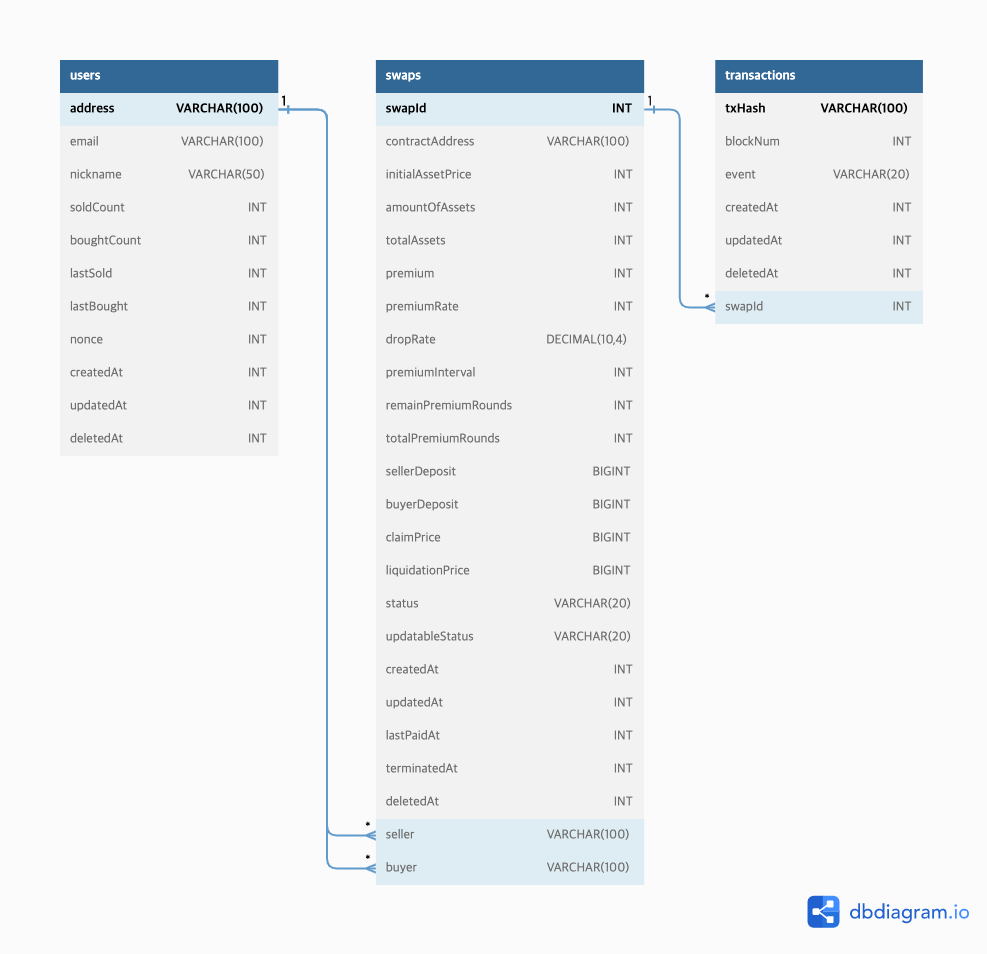 users
address VARCHAR(100)
email VARCHAR(100)
nickname VARCHAR(50)
soldCount INT
boughtCount INT
lastSold INT
lastBought INT
nonce INT
createdAt INT
updatedAt INT
deletedAt INT
1
swaps
swapId INT
contractAddress VARCHAR(100)
initialAssetPrice INT
amountOfAssets INT
totalAssets INT
premium INT
premiumRate INT
dropRate DECIMAL(10,4)
premiumInterval INT
remainPremiumRounds INT
totalPremiumRounds INT
sellerDeposit BIGINT
buyerDeposit BIGINT
claimPrice BIGINT
liquidationPrice BIGINT
status VARCHAR(20)
updatableStatus VARCHAR(20)
createdAt INT
updatedAt INT
lastPaidAt INT
terminatedAt INT
deletedAt INT
* seller VARCHAR(100)
* buyer VARCHAR(100)
1
transactions
txHash VARCHAR(100)
blockNum INT
event VARCHAR(20)
createdAt INT
updatedAt INT
deletedAt INT
* swapId INT
dbdiagram.io